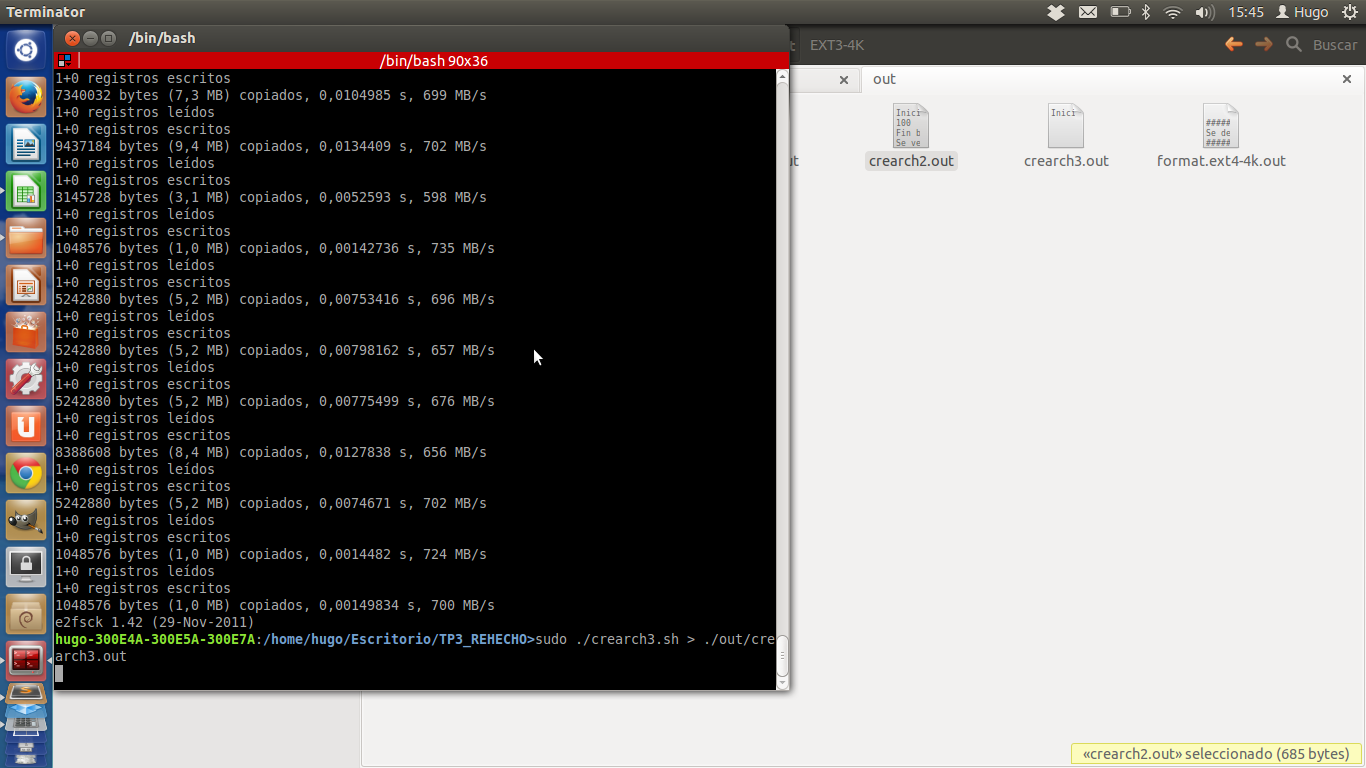 Terminator
15:45
Hugo
/bin/bash
/bin/bash 90x36
1+0 registros escritos
7340032 bytes (7,3 MB) copiados, 0,0104985 s, 699 MB/s
1+0 registros leídos
1+0 registros escritos
9437184 bytes (9,4 MB) copiados, 0,0134409 s, 702 MB/s
1+0 registros leídos
1+0 registros escritos
3145728 bytes (3,1 MB) copiados, 0,0052593 s, 598 MB/s
1+0 registros leídos
1+0 registros escritos
1048576 bytes (1,0 MB) copiados, 0,00142736 s, 735 MB/s
1+0 registros leídos
1+0 registros escritos
5242880 bytes (5,2 MB) copiados, 0,00753416 s, 696 MB/s
1+0 registros leídos
1+0 registros escritos
5242880 bytes (5,2 MB) copiados, 0,00798162 s, 657 MB/s
1+0 registros leídos
1+0 registros escritos
5242880 bytes (5,2 MB) copiados, 0,00775499 s, 676 MB/s
1+0 registros leídos
1+0 registros escritos
8388608 bytes (8,4 MB) copiados, 0,0127838 s, 656 MB/s
1+0 registros leídos
1+0 registros escritos
5242880 bytes (5,2 MB) copiados, 0,0074671 s, 702 MB/s
1+0 registros leídos
1+0 registros escritos
1048576 bytes (1,0 MB) copiados, 0,0014482 s, 724 MB/s
1+0 registros leídos
1+0 registros escritos
1048576 bytes (1,0 MB) copiados, 0,00149834 s, 700 MB/s
e2fsck 1.42 (29-Nov-2011)
hugo-300E4A-300E5A-300E7A:/home/hugo/Escritorio/TP3_REHECHO>sudo ./crearch3.sh > ./out/cre
arch3.out
EXT3-4K
Buscar
out
Inici
100
Fin b
Se ve
crearch2.out
Inici
crearch3.out
#####
Se de
#####
format.ext4-4k.out
«crearch2.out» seleccionado (685 bytes)